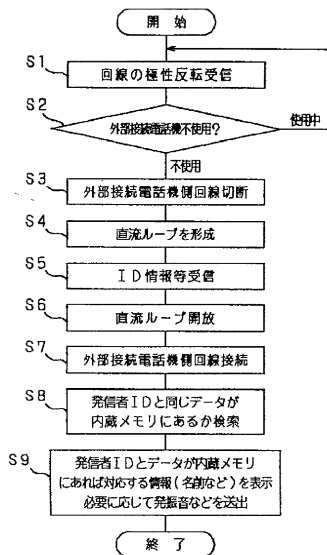 開始
S1
回線の極性反転受信
S2
外部接続電話機不使用?
使用中
不使用
S3
外部接続電話機側回線切断
S4
直流ループを形成
S5
ID情報等受信
S6
直流ループ開放
S7
外部接続電話機側回線接続
S8
発信者IDと同じデータが
内蔵メモリにあるか検索
S9
発信者IDとデータが内蔵メモリ
にあれば対応する情報(名前など)を表示
必要に応じて発振音などを送出
終了